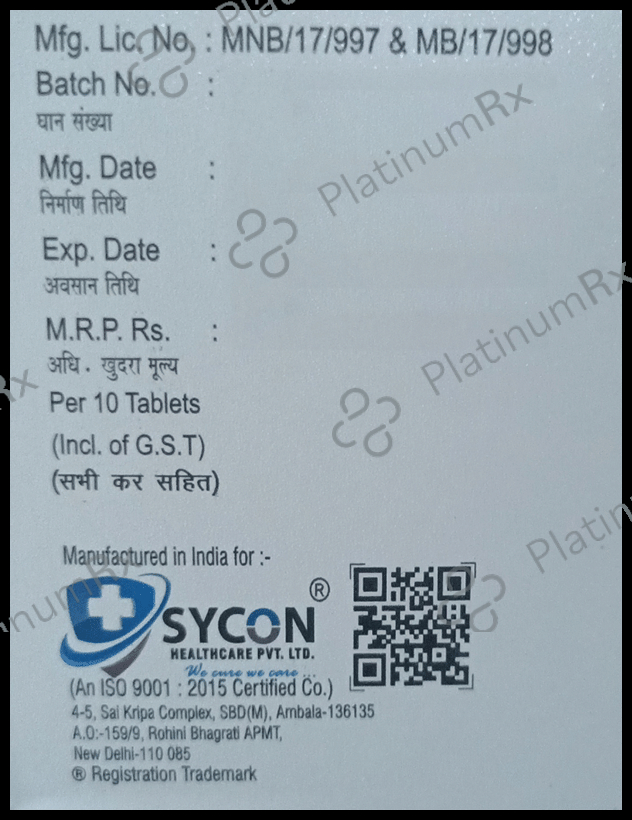 Mfg. Lic. No. : MNB/17/997 & MB/17/998
Batch No. :
घान संख्या
Mfg. Date :
निर्माण तिथि
Exp. Date :
अवसान तिथि
M.R.P. Rs. :
अधि . खुदरा मूल्य
Per 10 Tablets
(Incl. of G.S.T)
(सभी कर सहित)
Manufactured in India for :-
SYCON ®
HEALTHCARE PVT. LTD.
We cure we care ...
(An ISO 9001 : 2015 Certified Co.)
4-5, Sai Kripa Complex, SBD(M), Ambala-136135
A.O:-159/9, Rohini Bhagrati APMT,
New Delhi-110 085
® Registration Trademark
PlatinumRx
PlatinumRx
PlatinumRx